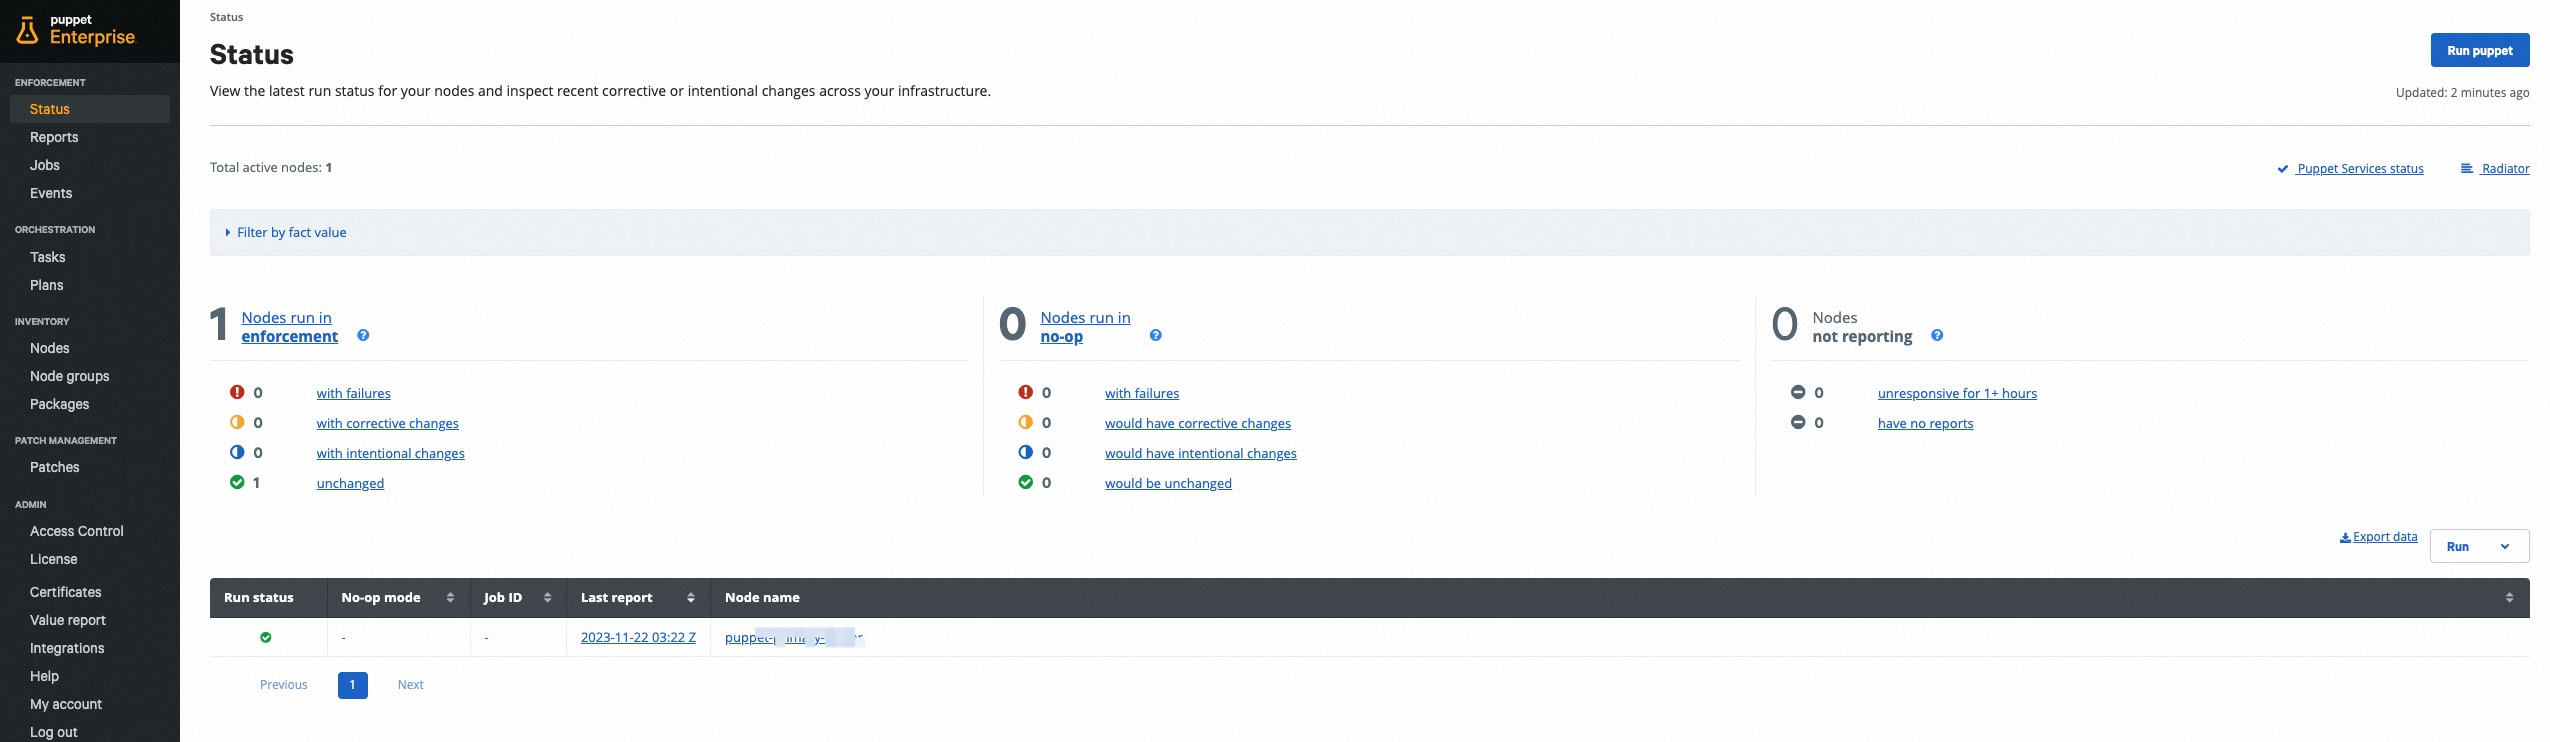 puppet
Enterprise
ENFORCEMENT
Status
Reports
Jobs
Events
ORCHESTRATION
Tasks
Plans
INVENTORY
Nodes
Node groups
Packages
PATCH MANAGEMENT
Patches
ADMIN
Access Control
License
Certificates
Value report
Integrations
Help
My account
Log out
Status
Status
Run puppet
View the latest run status for your nodes and inspect recent corrective or intentional changes across your infrastructure.
Updated: 2 minutes ago
Total active nodes: 1
Puppet Services status Radiator
Filter by fact value
1 Nodes run in
enforcement ?
0 with failures
0 with corrective changes
0 with intentional changes
1 unchanged
0 Nodes run in
no-op ?
0 with failures
0 would have corrective changes
0 would have intentional changes
0 would be unchanged
0 Nodes
not reporting ?
0 unresponsive for 1+ hours
0 have no reports
Export data Run
Run status No-op mode Job ID Last report Node name
- - 2023-11-22 03:22 Z
Previous 1 Next